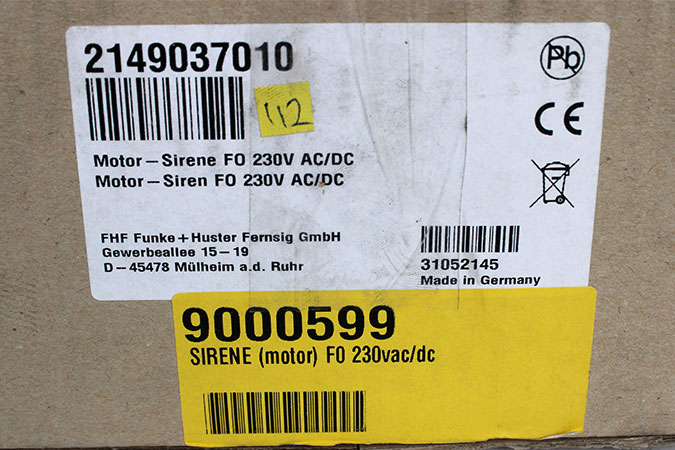 2149037010
Pb
112
CE
Motor – Sirene FO 230V AC/DC
Motor – Siren FO 230V AC/DC
FHF Funke + Huster Fernsig GmbH
Gewerbeallee 15 – 19
D – 45478 Mülheim a.d. Ruhr
31052145
Made in Germany
9000599
SIRENE (motor) FO 230vac/dc